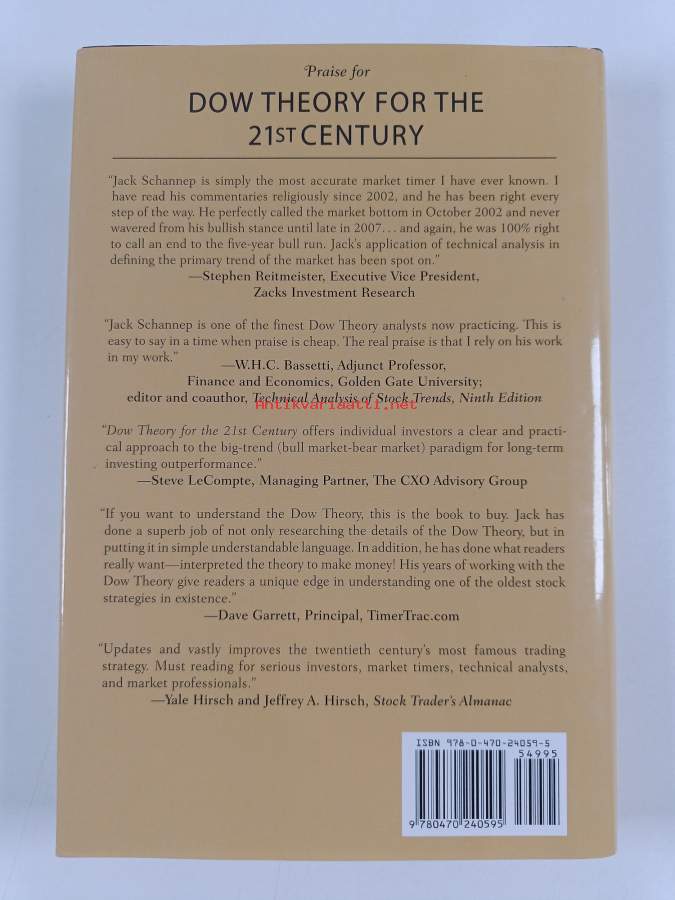 Praise for
DOW THEORY FOR THE
21ST CENTURY
“Jack Schannep is simply the most accurate market timer I have ever known. I
have read his commentaries religiously since 2002, and he has been right every
step of the way. He perfectly called the market bottom in October 2002 and never
wavered from his bullish stance until late in 2007. . . and again, he was 100% right
to call an end to the five-year bull run. Jack’s application of technical analysis in
defining the primary trend of the market has been spot on.”
—Stephen Reitmeister, Executive Vice President,
Zacks Investment Research
“Jack Schannep is one of the finest Dow Theory analysts now practicing. This is
easy to say in a time when praise is cheap. The real praise is that I rely on his work
in my work.”
—W.H.C. Bassetti, Adjunct Professor,
Finance and Economics, Golden Gate University;
editor and coauthor, Technical Analysis of Stock Trends, Ninth Edition
Antikvariaatti.net
“Dow Theory for the 21st Century offers individual investors a clear and practi-
cal approach to the big-trend (bull market-bear market) paradigm for long-term
investing outperformance.”
—Steve LeCompte, Managing Partner, The CXO Advisory Group
“If you want to understand the Dow Theory, this is the book to buy. Jack has
done a superb job of not only researching the details of the Dow Theory, but in
putting it in simple understandable language. In addition, he has done what readers
really want—interpreted the theory to make money! His years of working with the
Dow Theory give readers a unique edge in understanding one of the oldest stock
strategies in existence.”
—Dave Garrett, Principal, TimerTrac.com
“Updates and vastly improves the twentieth century’s most famous trading
strategy. Must reading for serious investors, market timers, technical analysts,
and market professionals.”
—Yale Hirsch and Jeffrey A. Hirsch, Stock Trader’s Almanac
ISBN 978-0-470-24059-5
54995
9 780470 240595